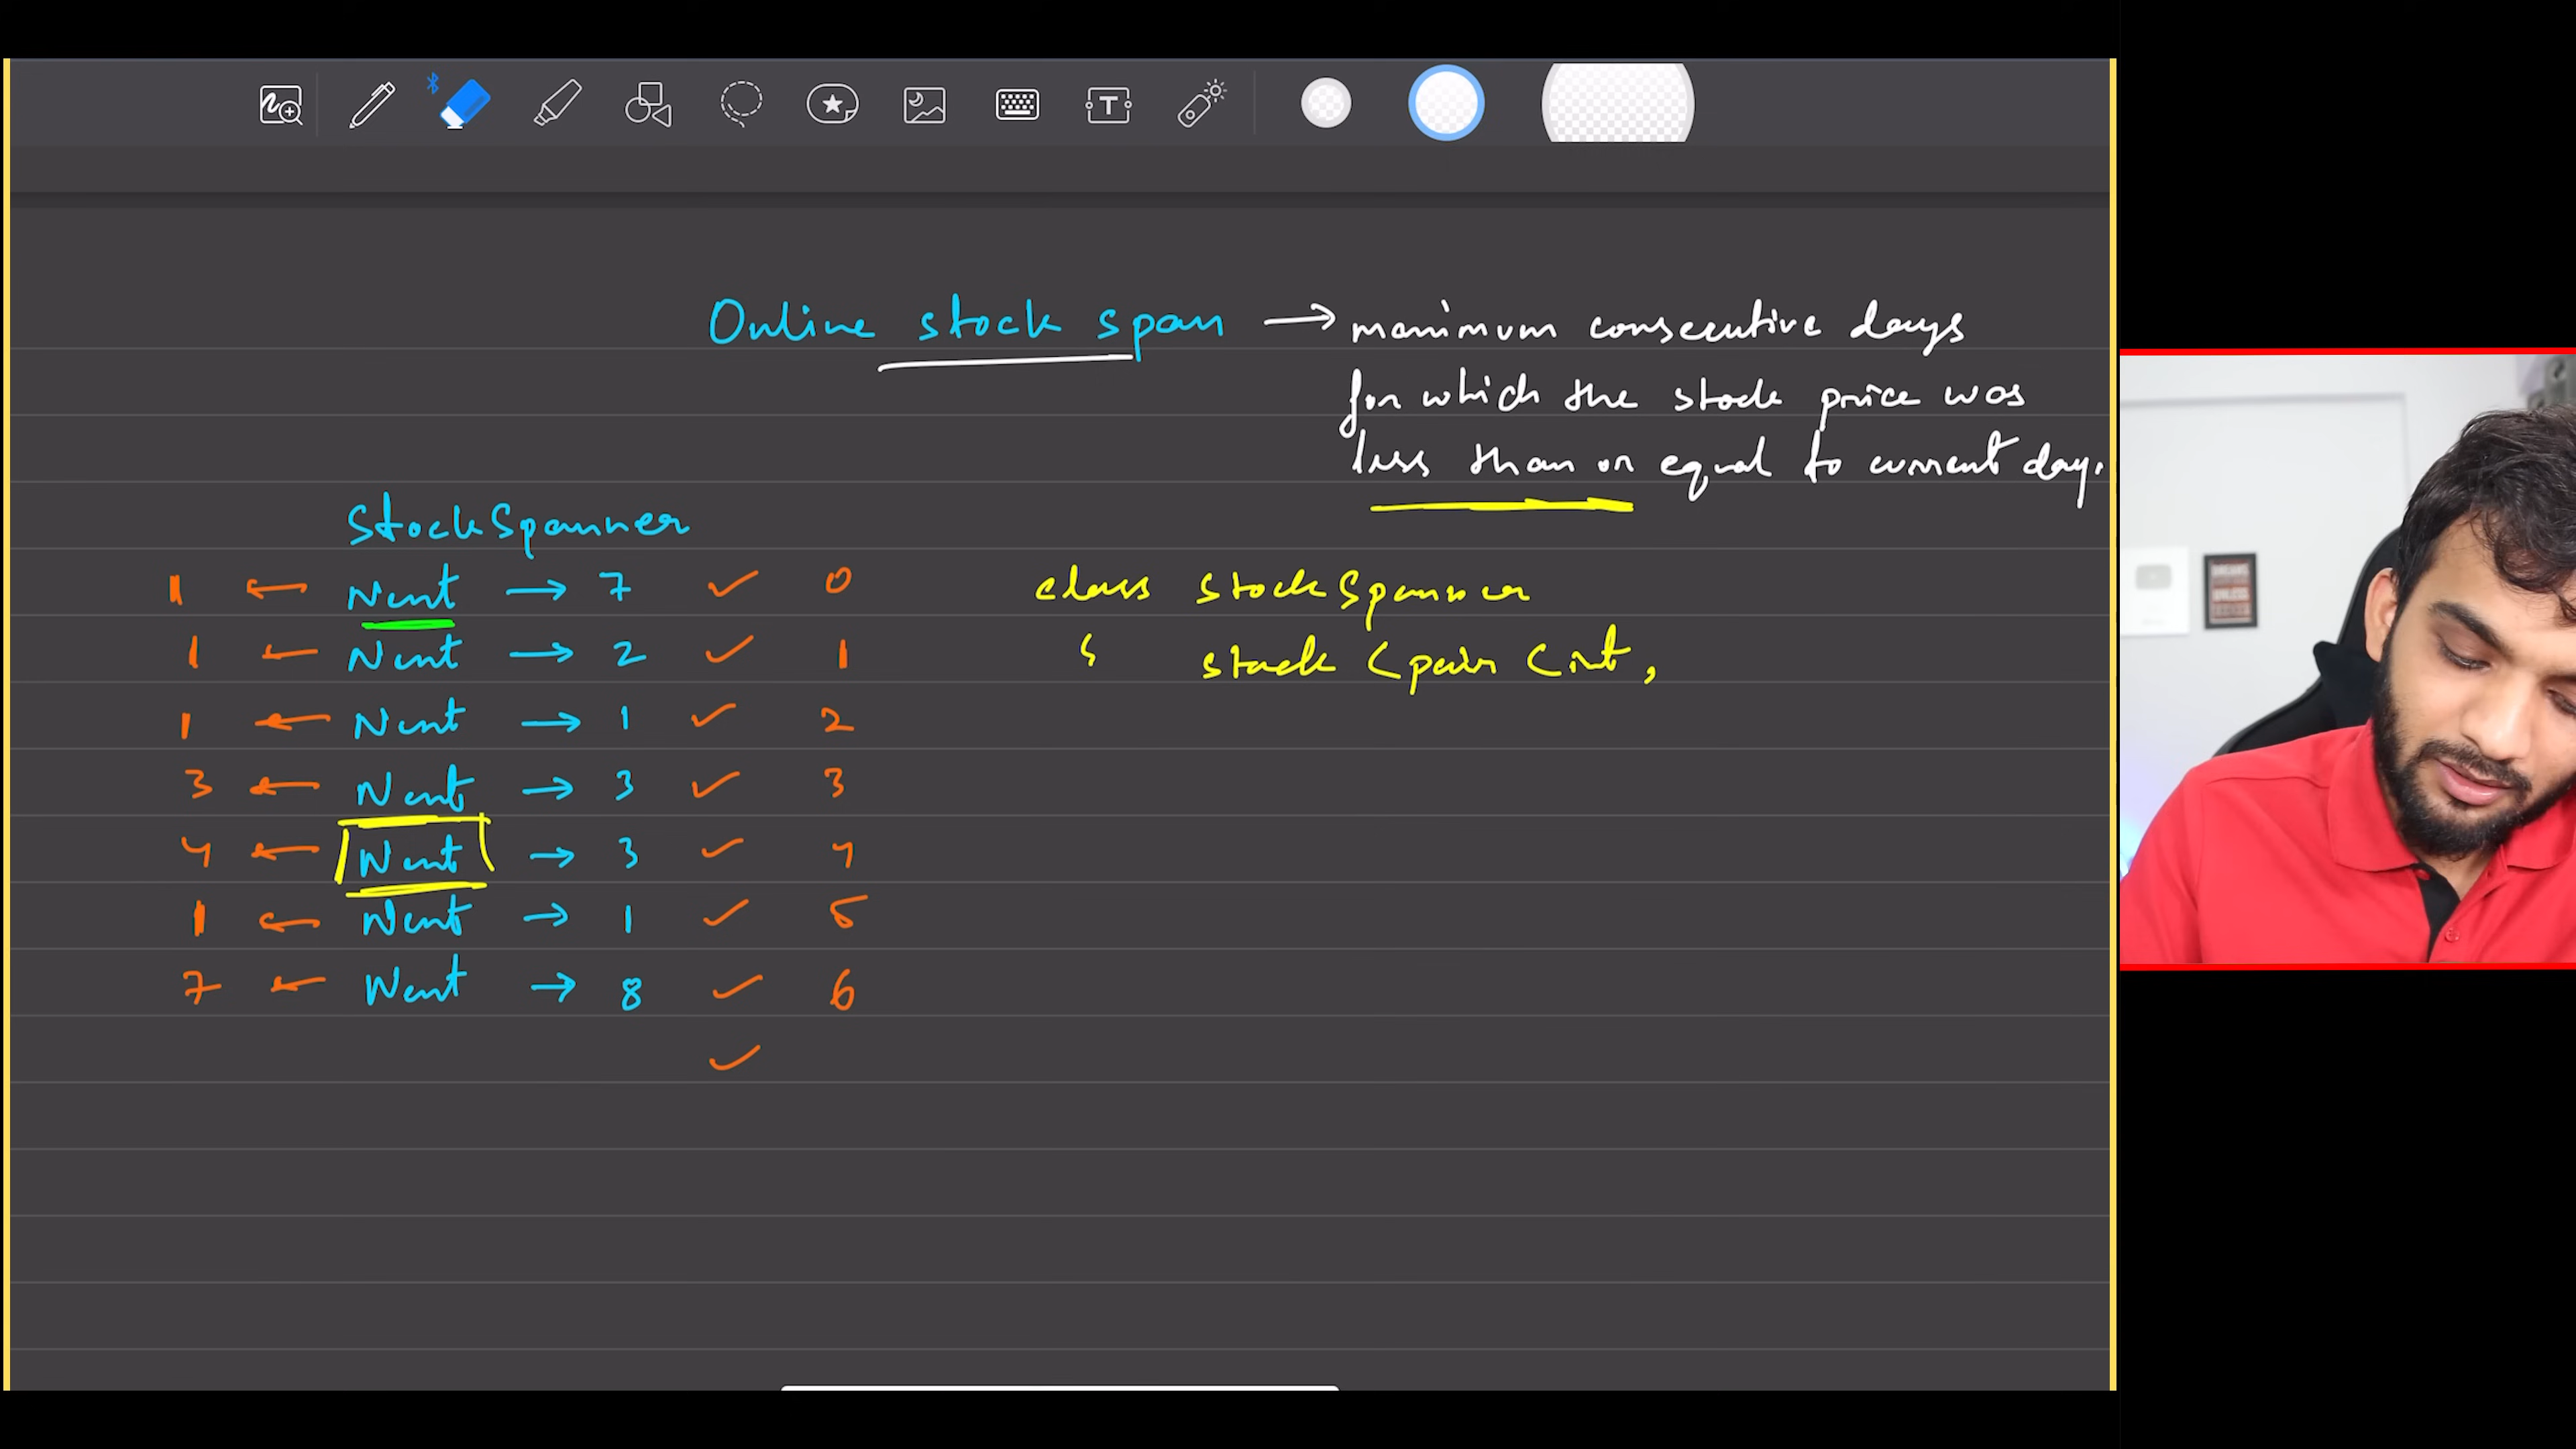 Online stock span → maximum consecutive days
for which the stock price was
less than or equal to current day.
StockSpanner
1 ← Next → 7 ✓ 0
1 ← Next → 2 ✓ 1
1 ← Next → 1 ✓ 2
3 ← Next → 3 ✓ 3
4 ← Next → 3 ✓ 4
1 ← Next → 1 ✓ 5
7 ← Next → 8 ✓ 6
✓
class StockSpanner
{ stack <pair <int,